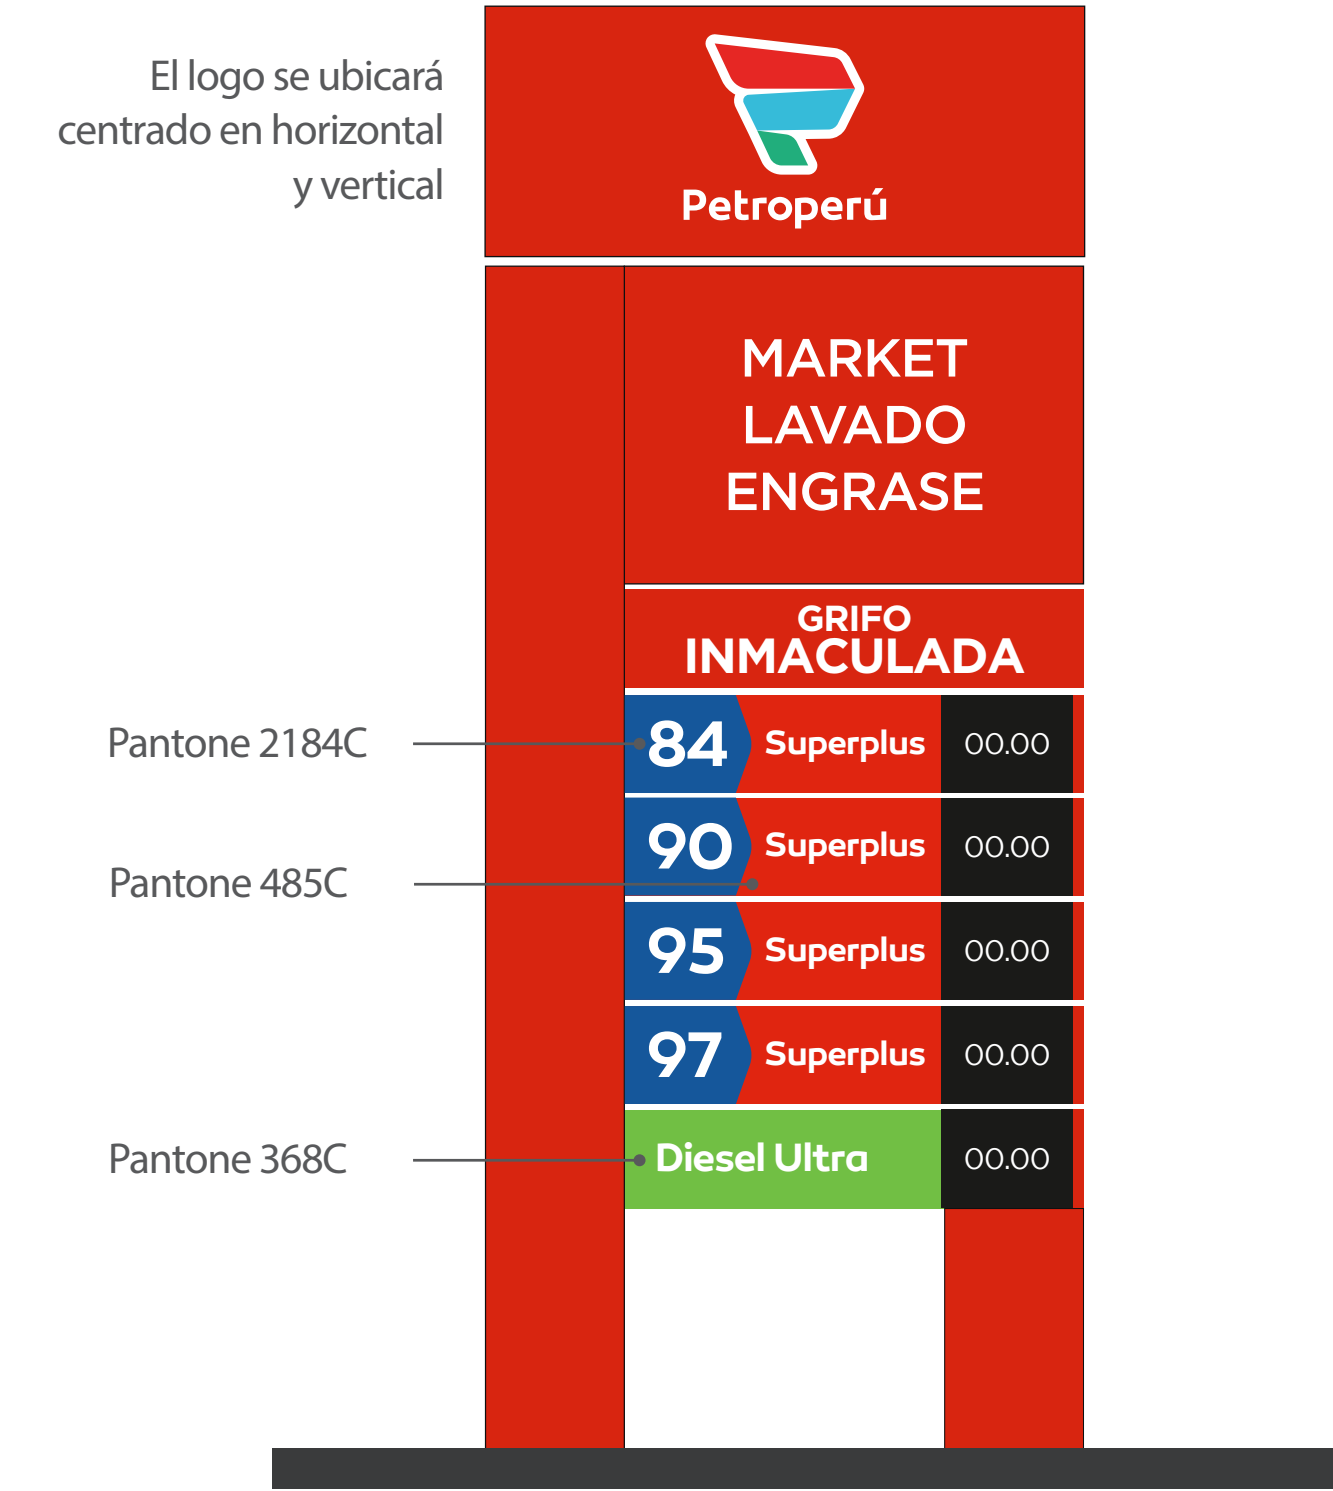 El logo se ubicará
centrado en horizontal
y vertical
Petroperú
MARKET
LAVADO
ENGRASE
GRIFO
INMACULADA
Pantone 2184C
84 Superplus 00.00
90 Superplus 00.00
Pantone 485C
95 Superplus 00.00
97 Superplus 00.00
Pantone 368C
Diesel Ultra 00.00